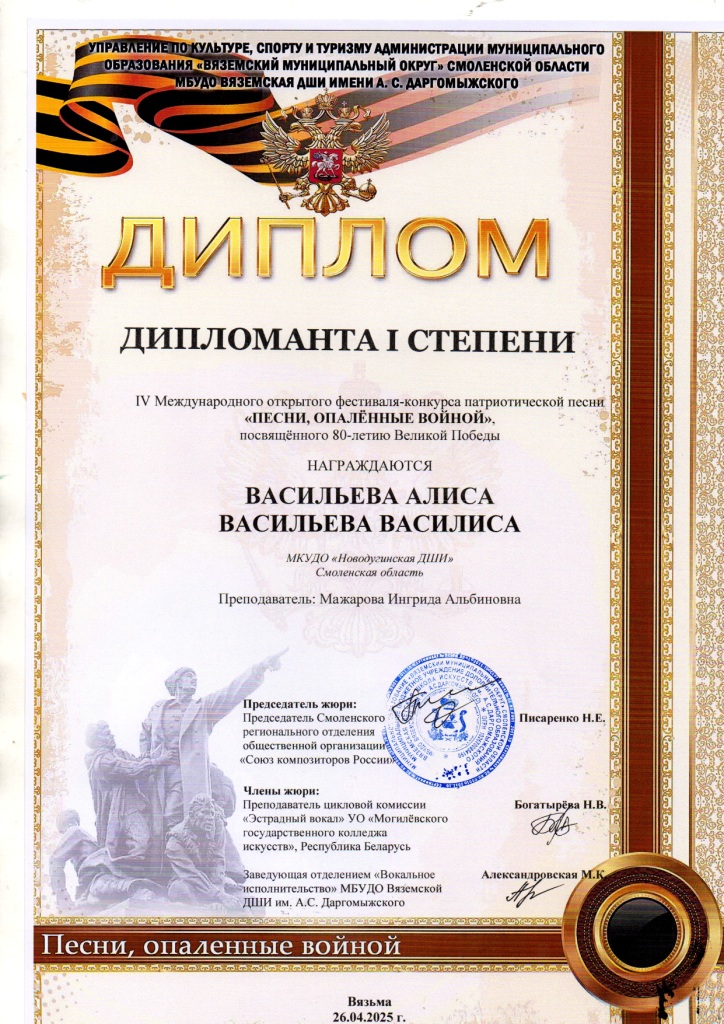 УПРАВЛЕНИЕ ПО КУЛЬТУРЕ, СПОРТУ И ТУРИЗМУ АДМИНИСТРАЦИИ МУНИЦИПАЛЬНОГО
ОБРАЗОВАНИЯ «ВЯЗЕМСКИЙ МУНИЦИПАЛЬНЫЙ ОКРУГ» СМОЛЕНСКОЙ ОБЛАСТИ
МБУДО ВЯЗЕМСКАЯ ДШИ ИМЕНИ А. С. ДАРГОМЫЖСКОГО
ДИПЛОМ
ДИПЛОМАНТА I СТЕПЕНИ
IV Международного открытого фестиваля-конкурса патриотической песни
«ПЕСНИ, ОПАЛЁННЫЕ ВОЙНОЙ»,
посвящённого 80-летию Великой Победы
НАГРАЖДАЮТСЯ
ВАСИЛЬЕВА АЛИСА
ВАСИЛЬЕВА ВАСИЛИСА
МКУДО «Новодугинская ДШИ»
Смоленская область
Преподаватель: Мажарова Ингрида Альбиновна
Председатель жюри:
Председатель Смоленского
регионального отделения
общественной организации
«Союз композиторов России»
Писаренко Н.Е.
Члены жюри:
Преподаватель цикловой комиссии
«Эстрадный вокал» УО «Могилёвского
государственного колледжа
искусств», Республика Беларусь
Богатырёва Н.В.
Заведующая отделением «Вокальное
исполнительство» МБУДО Вяземской
ДШИ им. А.С. Даргомыжского
Александровская М.К.
Песни, опаленные войной
Вязьма
26.04.2025 г.